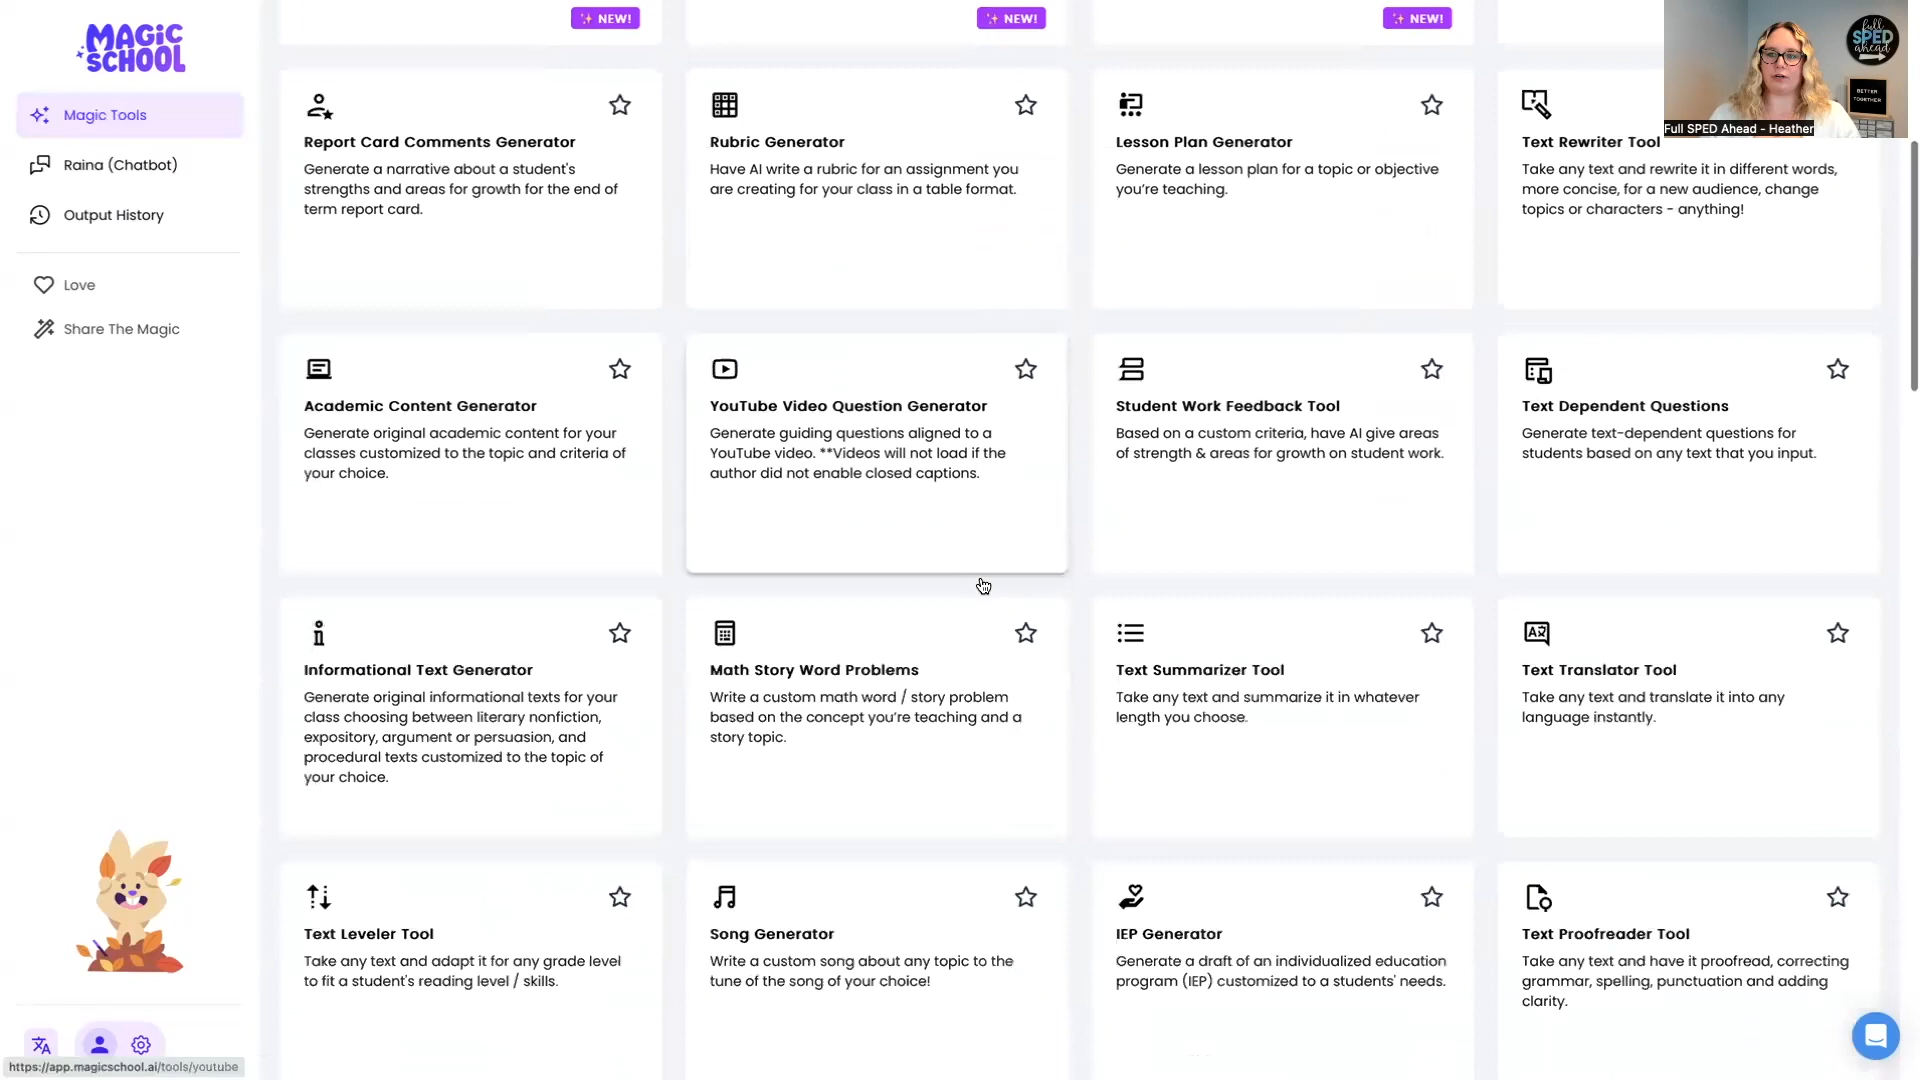 MAGIC
SCHOOL
Magic Tools
Raina (Chatbot)
Output History
Love
Share The Magic
https://app.magicschool.ai/tools/youtube
NEW!
NEW!
NEW!
full
SPED
ahead
BETTER
TOGETHER
Full SPED Ahead - Heather
Report Card Comments Generator
Generate a narrative about a student's
strengths and areas for growth for the end of
term report card.
Rubric Generator
Have AI write a rubric for an assignment you
are creating for your class in a table format.
Lesson Plan Generator
Generate a lesson plan for a topic or objective
you're teaching.
Text Rewriter Tool
Take any text and rewrite it in different words,
more concise, for a new audience, change
topics or characters - anything!
Academic Content Generator
Generate original academic content for your
classes customized to the topic and criteria of
your choice.
YouTube Video Question Generator
Generate guiding questions aligned to a
YouTube video. **Videos will not load if the
author did not enable closed captions.
Student Work Feedback Tool
Based on a custom criteria, have AI give areas
of strength & areas for growth on student work.
Text Dependent Questions
Generate text-dependent questions for
students based on any text that you input.
Informational Text Generator
Generate original informational texts for your
class choosing between literary nonfiction,
expository, argument or persuasion, and
procedural texts customized to the topic of
your choice.
Math Story Word Problems
Write a custom math word / story problem
based on the concept you're teaching and a
story topic.
Text Summarizer Tool
Take any text and summarize it in whatever
length you choose.
Text Translator Tool
Take any text and translate it into any
language instantly.
Text Leveler Tool
Take any text and adapt it for any grade level
to fit a student's reading level / skills.
Song Generator
Write a custom song about any topic to the
tune of the song of your choice!
IEP Generator
Generate a draft of an individualized education
program (IEP) customized to a students' needs.
Text Proofreader Tool
Take any text and have it proofread, correcting
grammar, spelling, punctuation and adding
clarity.